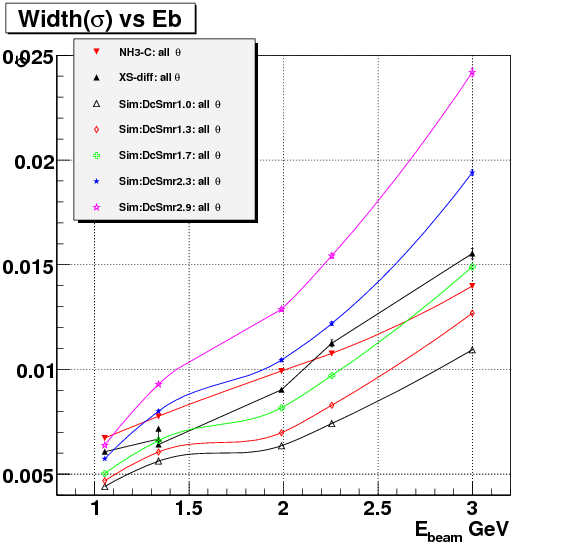 Width(σ) vs Eb
σ
0.025
NH3-C: all θ
XS-diff: all θ
Sim:DcSmr1.0: all θ
Sim:DcSmr1.3: all θ
Sim:DcSmr1.7: all θ
Sim:DcSmr2.3: all θ
Sim:DcSmr2.9: all θ
0.02
0.015
0.01
0.005
1 1.5 2 2.5 3
E_beam GeV